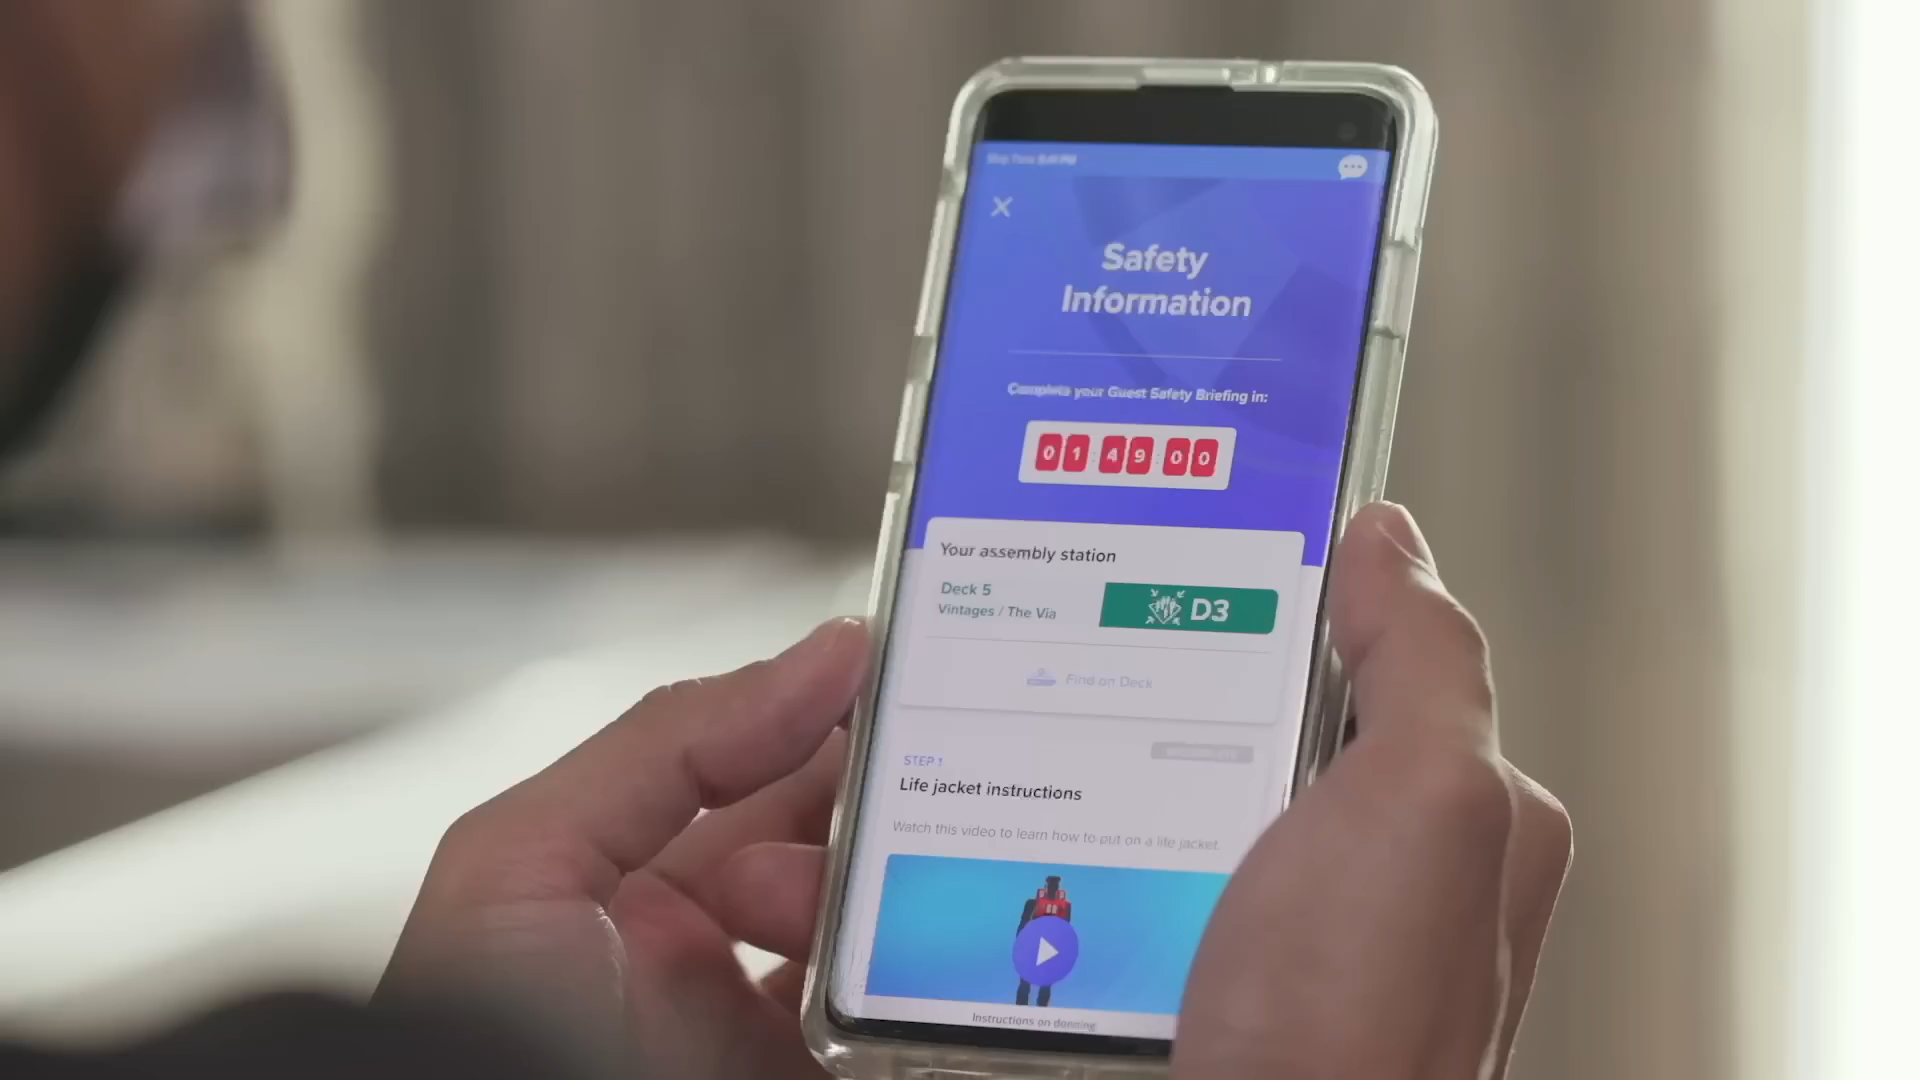 Safety
Information
Complete your Guest Safety Briefing in:
01:49:00
Your assembly station
Deck 5
Vintages / The Via
D3
Find on Deck
STEP 1
Life jacket instructions
Watch this video to learn how to put on a life jacket.
Instructions on donning